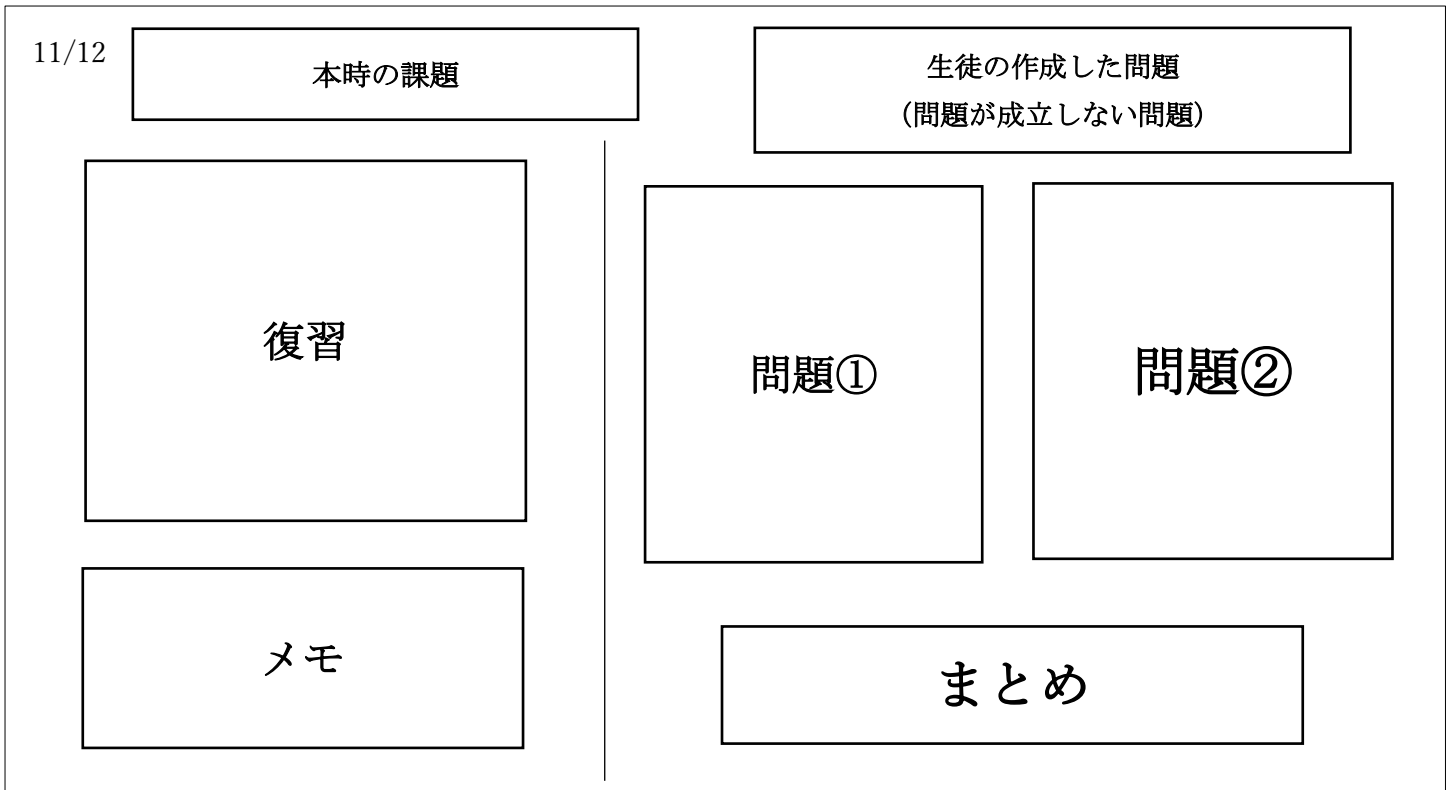 11/12
本時の課題
復習
メモ
生徒の作成した問題
(問題が成立しない問題)
問題①
問題②
まとめ